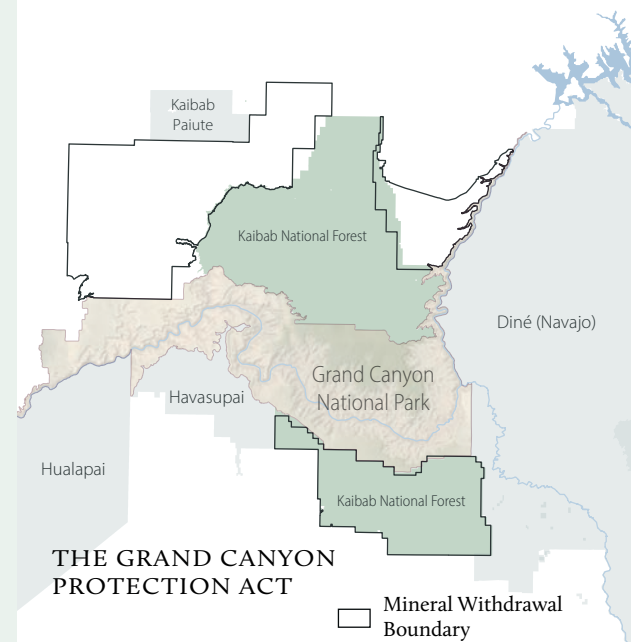 Kaibab
Paiute
Kaibab National Forest
Diné (Navajo)
Grand Canyon
National Park
Havasupai
Hualapai
Kaibab National Forest
THE GRAND CANYON
PROTECTION ACT
Mineral Withdrawal
Boundary